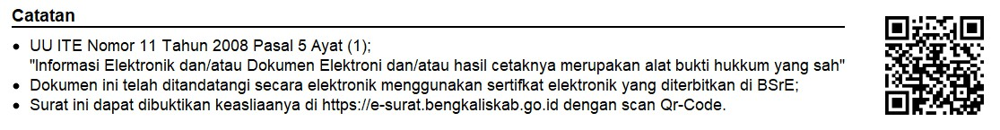 Catatan
• UU ITE Nomor 11 Tahun 2008 Pasal 5 Ayat (1);
"Informasi Elektronik dan/atau Dokumen Elektroni dan/atau hasil cetaknya merupakan alat bukti hukkum yang sah"
• Dokumen ini telah ditandatangi secara elektronik menggunakan sertifkat elektronik yang diterbitkan di BSrE;
• Surat ini dapat dibuktikan keasliaanya di https://e-surat.bengkaliskab.go.id dengan scan Qr-Code.